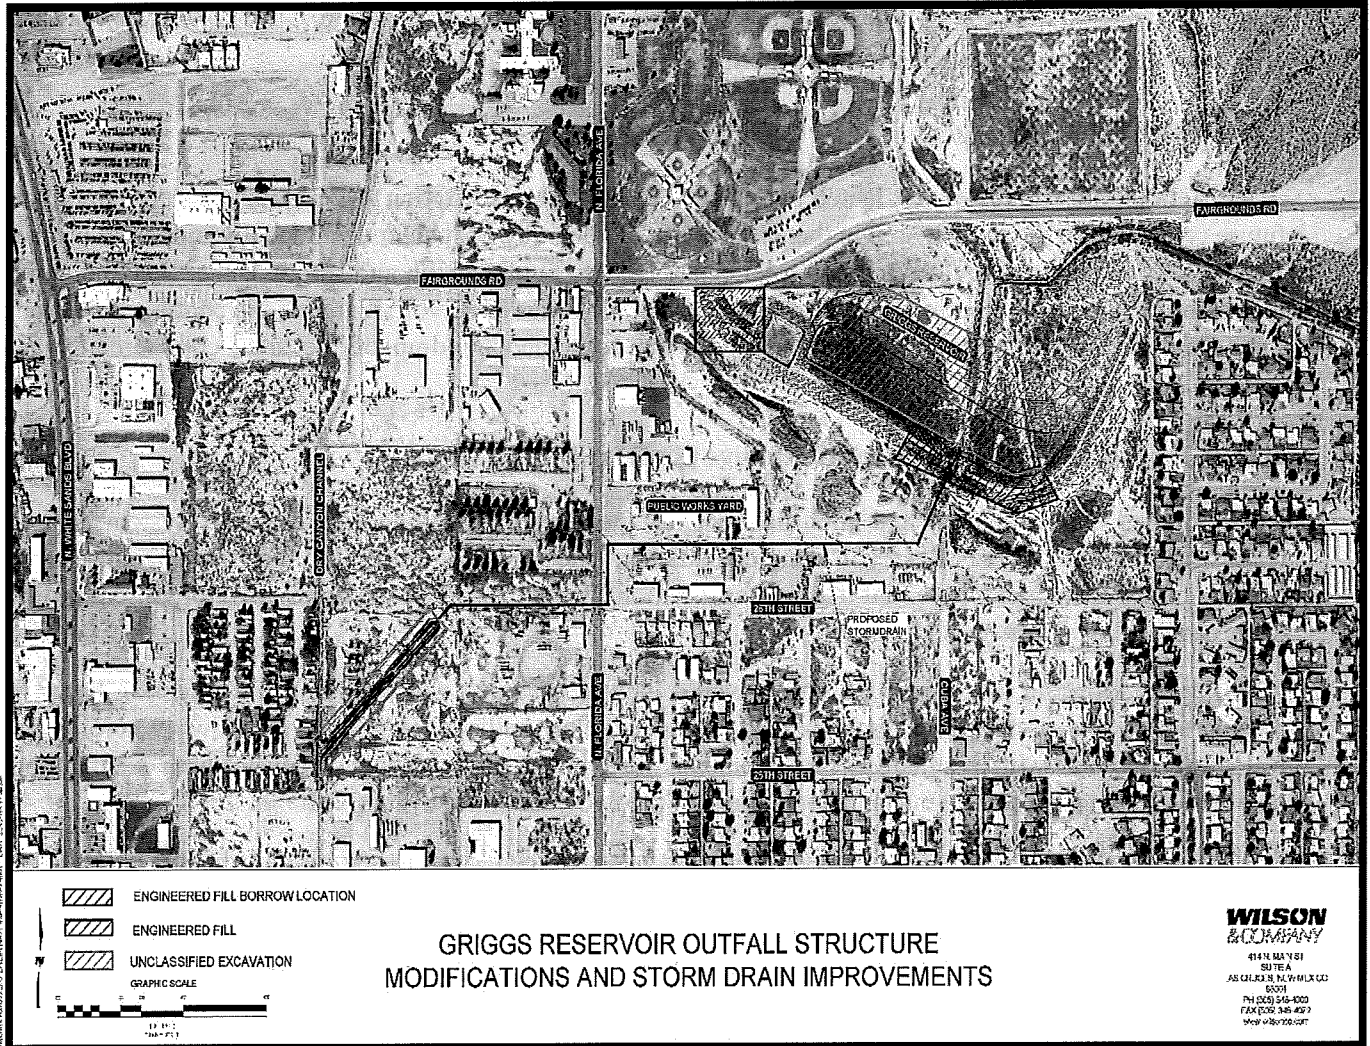 N. FLORIDA AVE
FAIRGROUNDS RD
FAIRGROUNDS RD
GRIGGS RESERVOIR
N. WHITE SANDS BLVD
DRY CANYON CHANNEL
PUBLIC WORKS YARD
26TH STREET
PROPOSED
STORMDRAIN
N. FLORIDA AVE
CUBA AVE
25TH STREET
ENGINEERED FILL BORROW LOCATION
ENGINEERED FILL
UNCLASSIFIED EXCAVATION
GRAPHIC SCALE
GRIGGS RESERVOIR OUTFALL STRUCTURE
MODIFICATIONS AND STORM DRAIN IMPROVEMENTS
WILSON
&COMPANY
SUITE A